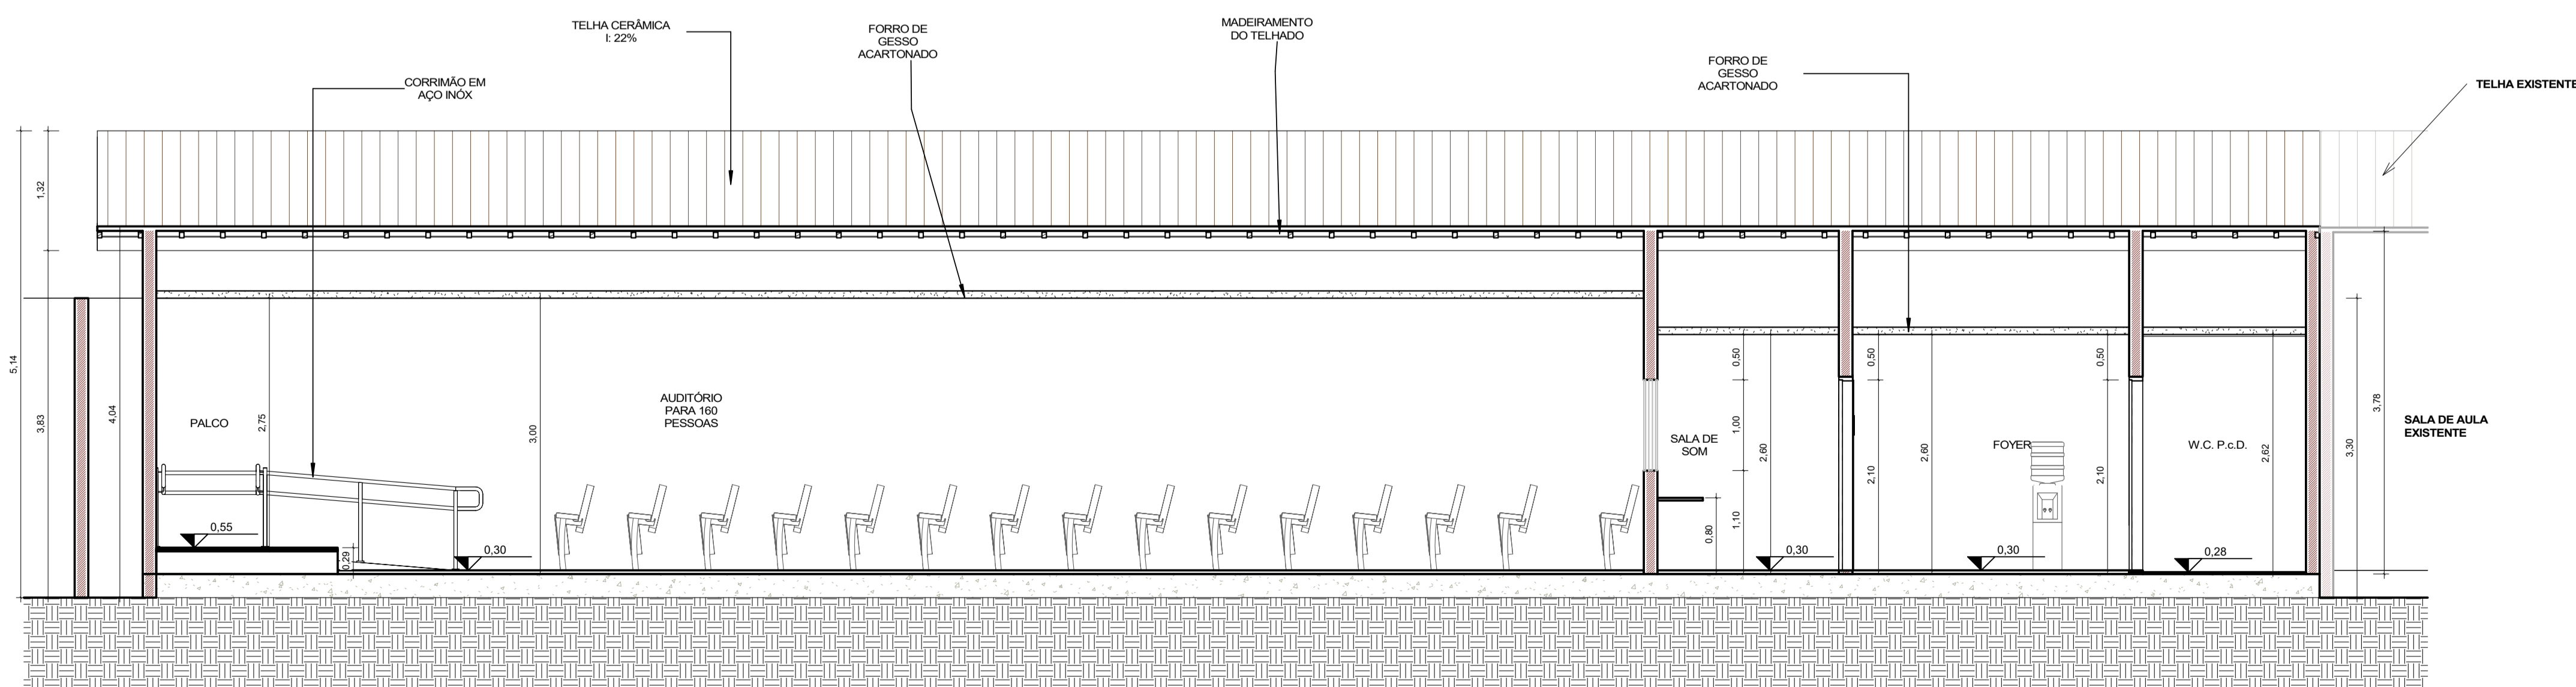 TELHA CERÂMICA
I: 22%
FORRO DE
GESSO
ACARTONADO
MADEIRAMENTO
DO TELHADO
FORRO DE
GESSO
ACARTONADO
TELHA EXISTENTE
CORRIMÃO EM
AÇO INÓX
1,32
5,14
3,83
4,04
PALCO
2,75
3,00
AUDITÓRIO
PARA 160
PESSOAS
0,55
0,29
0,30
SALA DE
SOM
0,50
1,00
1,10
0,80
2,60
0,30
0,50
2,10
2,60
FOYER
0,30
0,50
2,10
W.C. P.c.D.
2,62
0,28
3,30
3,78
SALA DE AULA
EXISTENTE